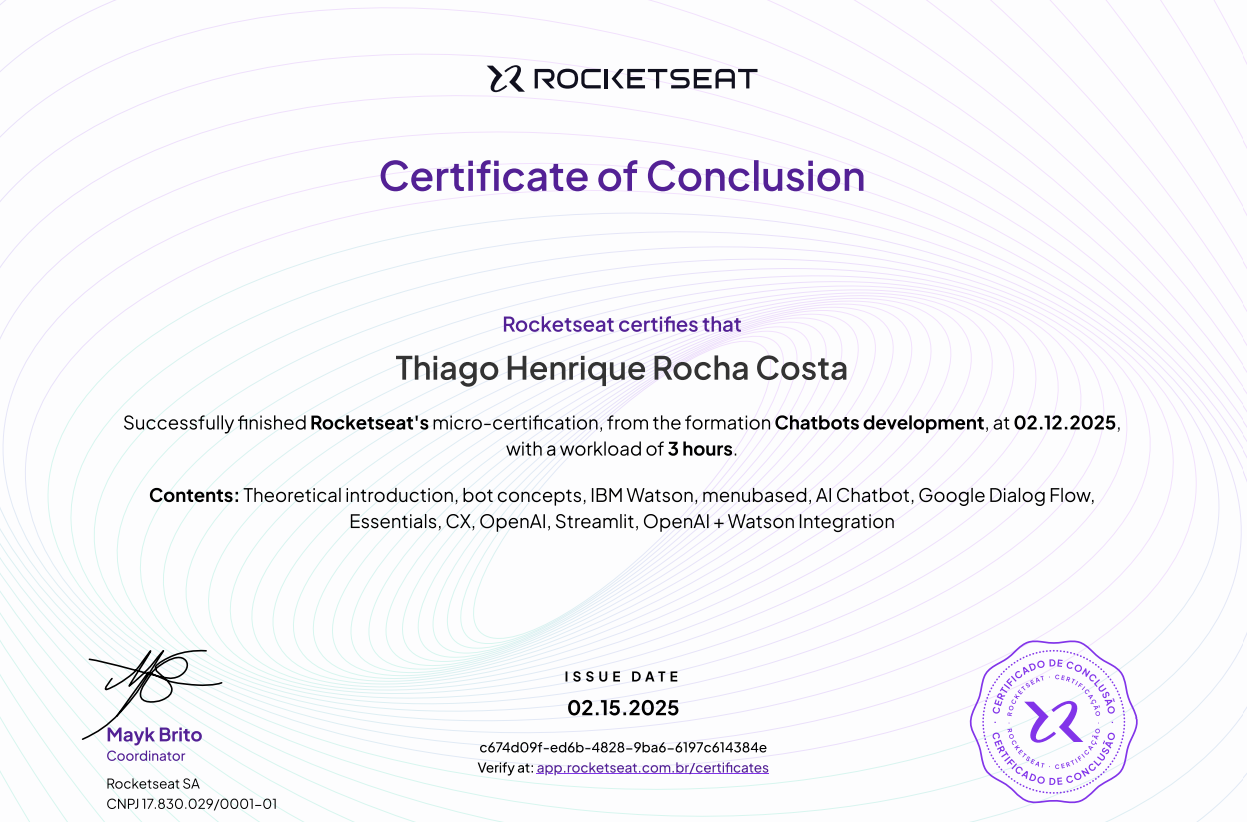 ROCKETSEAT
Certificate of Conclusion
Rocketseat certifies that
Thiago Henrique Rocha Costa
Successfully finished Rocketseat's micro-certification, from the formation Chatbots development, at 02.12.2025,
with a workload of 3 hours.
Contents: Theoretical introduction, bot concepts, IBM Watson, menubased, AI Chatbot, Google Dialog Flow,
Essentials, CX, OpenAI, Streamlit, OpenAI + Watson Integration
Mayk Brito
Coordinator
Rocketseat SA
CNPJ 17.830.029/0001-01
ISSUE DATE
02.15.2025
c674d09f-ed6b-4828-9ba6-6197c614384e
Verify at: app.rocketseat.com.br/certificates
CERTIFICADO DE CONCLUSÃO
ROCKETSEAT · CERTIFICAÇÃO
ROCKETSEAT · CERTIFICAÇÃO
CERTIFICADO DE CONCLUSÃO